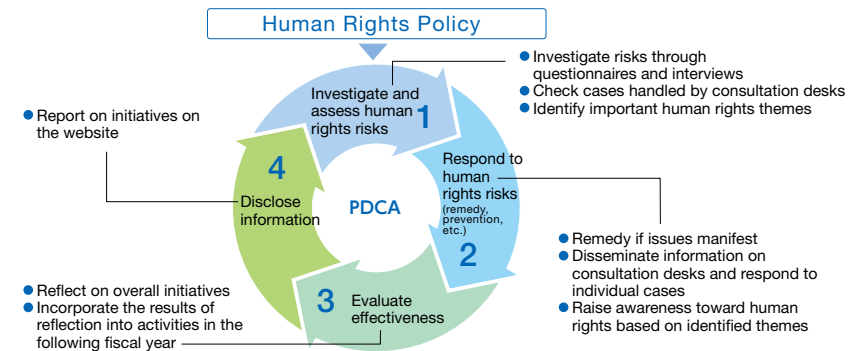 Human Rights Policy
Investigate and
assess human
rights risks
1
● Investigate risks through
questionnaires and interviews
● Check cases handled by consultation desks
● Identify important human rights themes
Respond to
human
rights risks
(remedy,
prevention,
etc.)
2
● Remedy if issues manifest
● Disseminate information on
consultation desks and respond to
individual cases
● Raise awareness toward human
rights based on identified themes
3
Evaluate
effectiveness
● Reflect on overall initiatives
● Incorporate the results of
reflection into activities in the
following fiscal year
4
Disclose
information
● Report on initiatives on
the website
PDCA